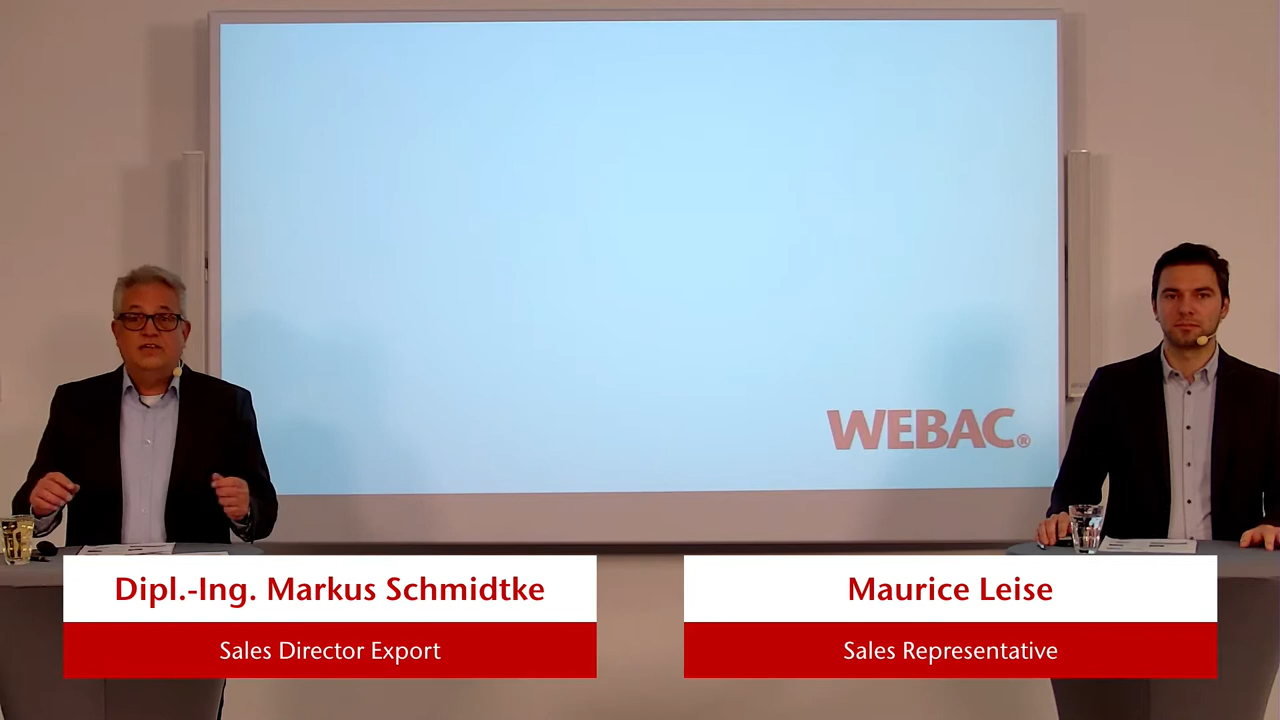 WEBAC®
Dipl.-Ing. Markus Schmidtke
Sales Director Export
Maurice Leise
Sales Representative